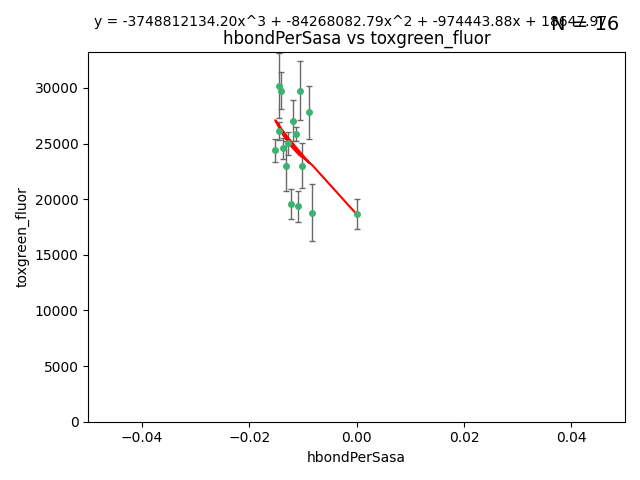 y = -3748812134.20x^3 + -84268082.79x^2 + -974443.88x + 18647.97
N = 16
hbondPerSasa vs toxgreen_fluor
30000
25000
20000
15000
10000
5000
0
toxgreen_fluor
−0.04 −0.02 0.00 0.02 0.04
hbondPerSasa